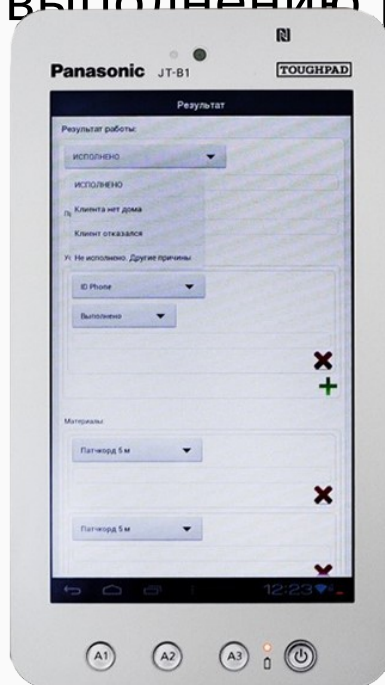 выполнению
Panasonic JT-B1
TOUGHPAD
Результат
Результат работы:
ИСПОЛНЕНО
ИСПОЛНЕНО
Клиента нет дома
Клиент отказался
Не исполнено. Другие причины
ID Phone
Выполнено
Материалы
Патчкорд 5 м
Патчкорд 5 м
12:23
A1
A2
A3